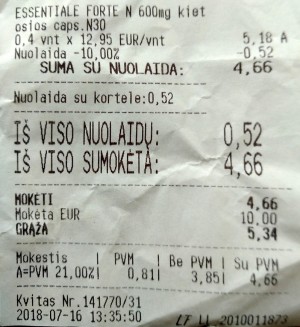 ESSENTIALE FORTE N 600mg kiet
osios caps.N30
0,4 vnt x 12,95 EUR/vnt 5,18 A
Nuolaida -10,00% -0,52
SUMA SU NUOLAIDA: 4,66
Nuolaida su kortele:0,52
IŠ VISO NUOLAIDŲ: 0,52
IŠ VISO SUMOKĖTA: 4,66
MOKĖTI 4,66
Mokėta EUR 10,00
GRĄŽA 5,34
Mokestis | PVM | Be PVM | Su PVM
A=PVM 21,00%| 0,81| 3,85| 4,66
Kvitas Nr.141770/31
2018-07-16 13:35:50 LT LJ 2010011873